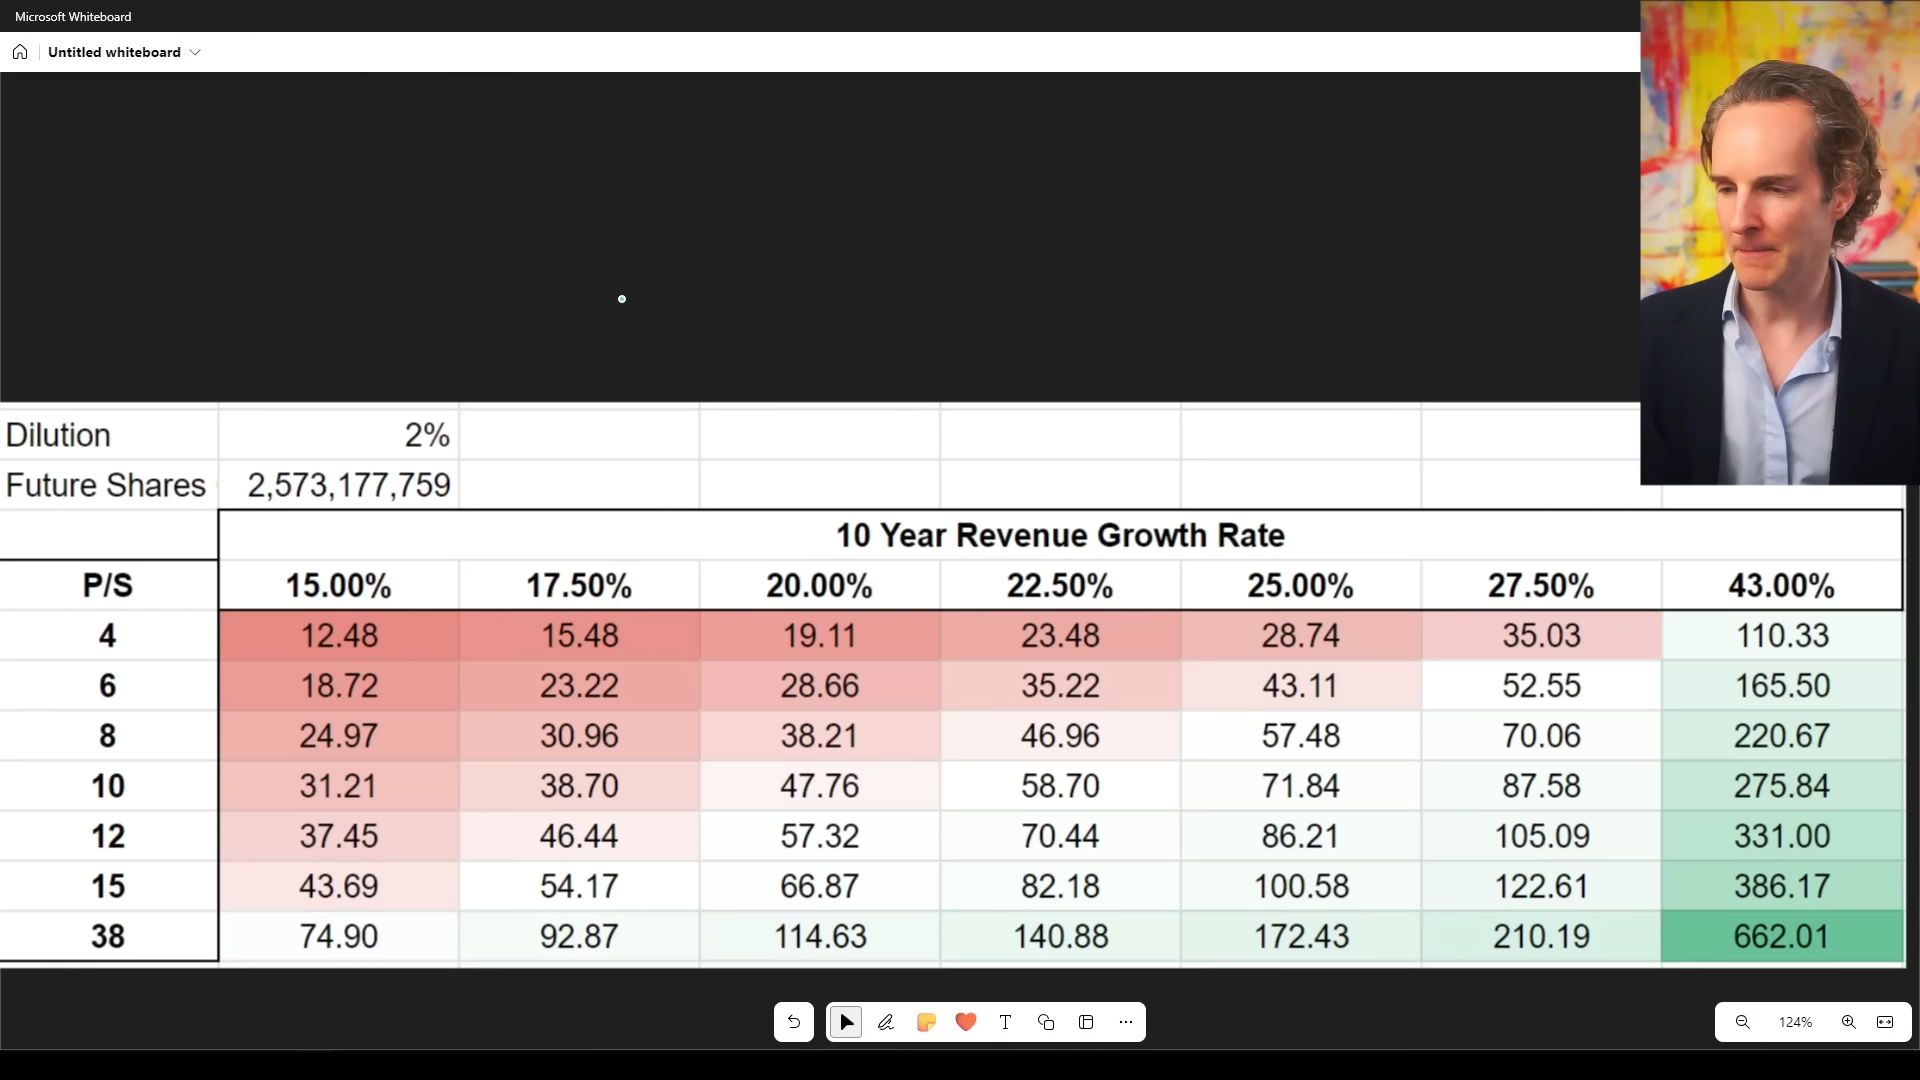 Microsoft Whiteboard
Untitled whiteboard
Dilution 2%
Future Shares 2,573,177,759
10 Year Revenue Growth Rate
P/S 15.00% 17.50% 20.00% 22.50% 25.00% 27.50% 43.00%
4 12.48 15.48 19.11 23.48 28.74 35.03 110.33
6 18.72 23.22 28.66 35.22 43.11 52.55 165.50
8 24.97 30.96 38.21 46.96 57.48 70.06 220.67
10 31.21 38.70 47.76 58.70 71.84 87.58 275.84
12 37.45 46.44 57.32 70.44 86.21 105.09 331.00
15 43.69 54.17 66.87 82.18 100.58 122.61 386.17
38 74.90 92.87 114.63 140.88 172.43 210.19 662.01
124%